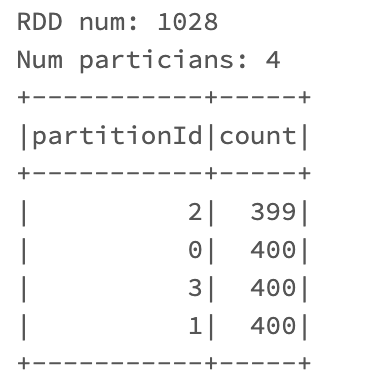 RDD num: 1028
Num particians: 4
+-----------+-----+
|partitionId|count|
+-----------+-----+
|          2|  399|
|          0|  400|
|          3|  400|
|          1|  400|
+-----------+-----+